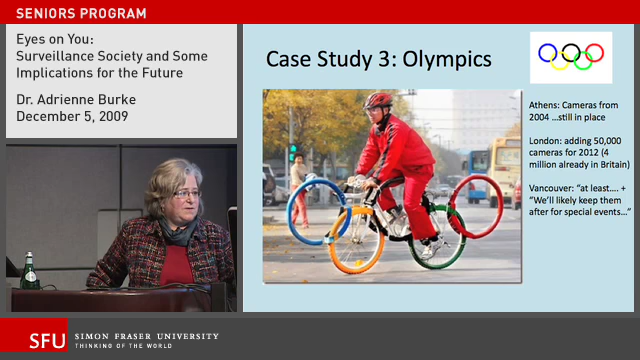 SENIORS PROGRAM
Eyes on You:
Surveillance Society and Some
Implications for the Future
Dr. Adrienne Burke
December 5, 2009
Case Study 3: Olympics
Athens: Cameras from
2004 ...still in place
London: adding 50,000
cameras for 2012 (4
million already in Britain)
Vancouver: “at least.... +
“We’ll likely keep them
after for special events...”
SFU
SIMON FRASER UNIVERSITY
THINKING OF THE WORLD